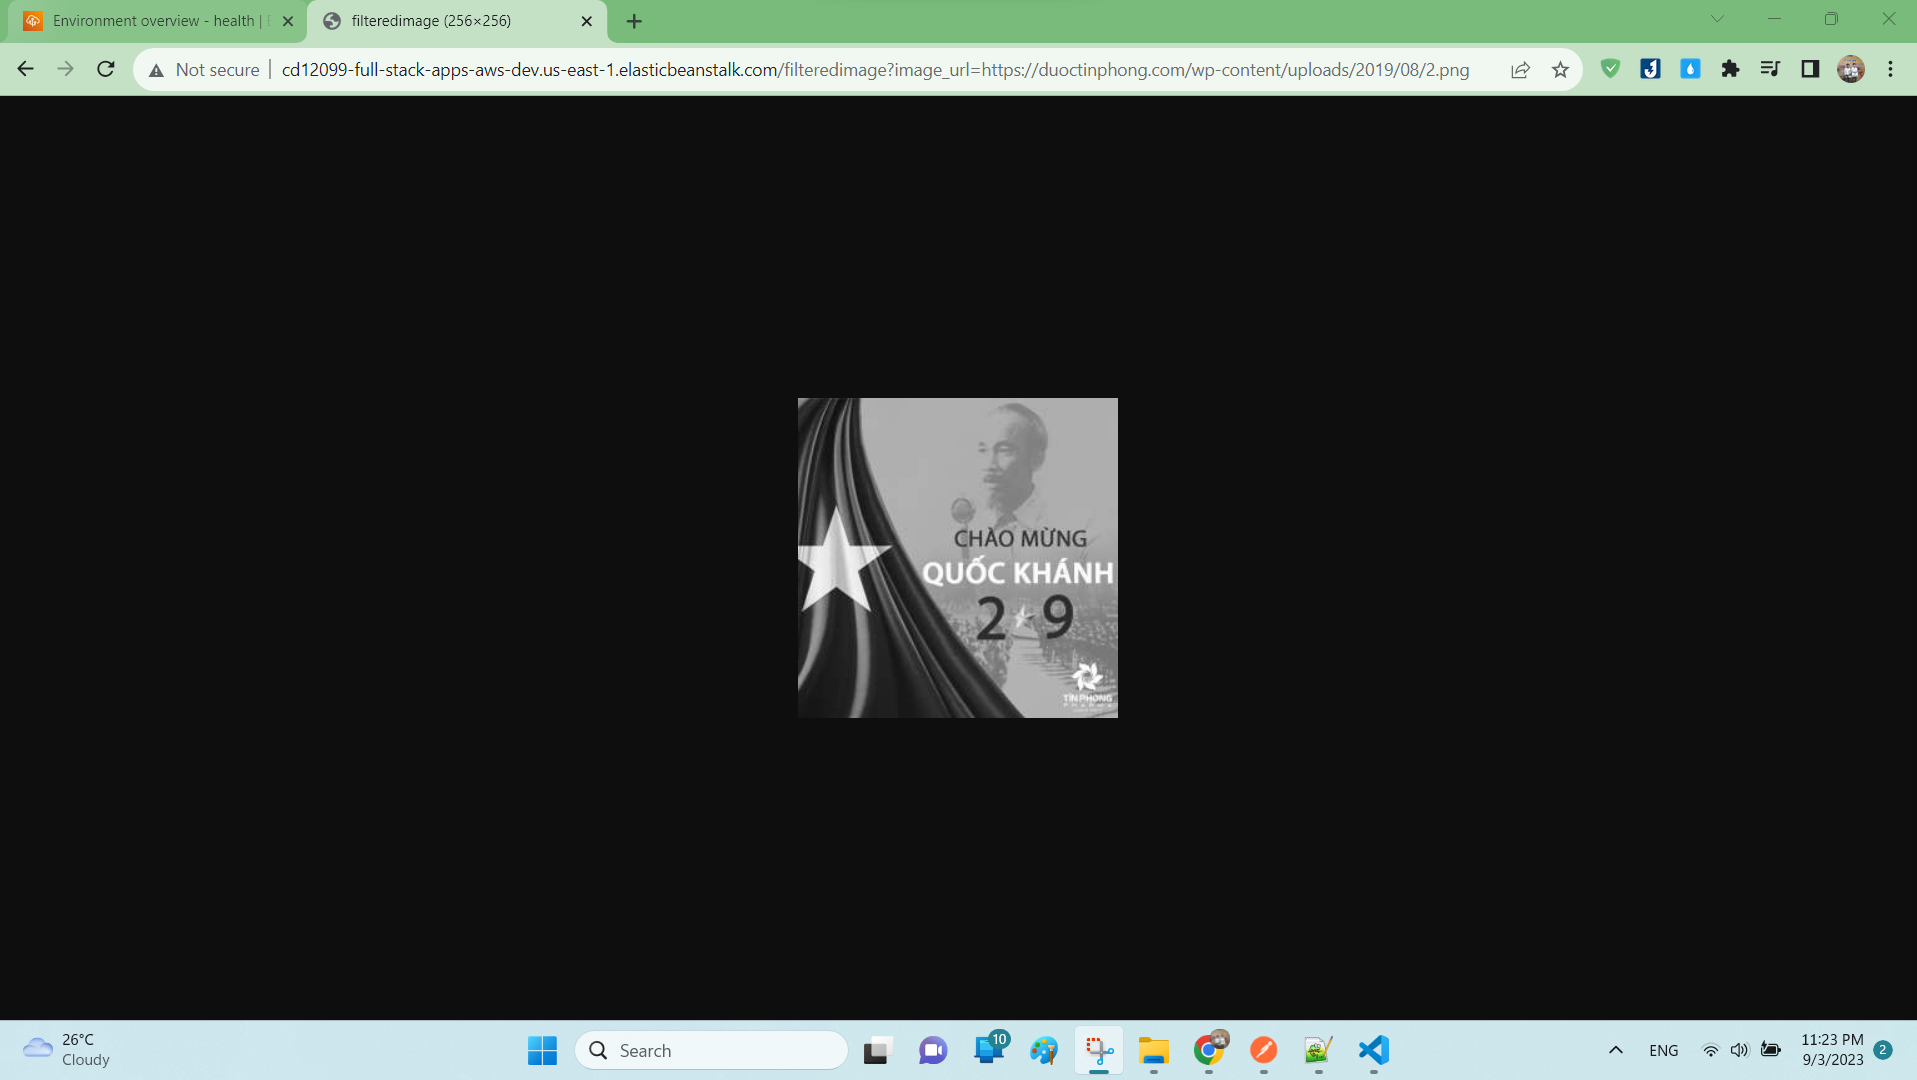 Environment overview - health | E
filteredimage (256×256)
Not secure
cd12099-full-stack-apps-aws-dev.us-east-1.elasticbeanstalk.com/filteredimage?image_url=https://duoctinphong.com/wp-content/uploads/2019/08/2.png
CHÀO MỪNG
QUỐC KHÁNH
2 9
TÍN PHONG
PHARMA
26°C
Cloudy
Search
10
ENG
11:23 PM
9/3/2023
2